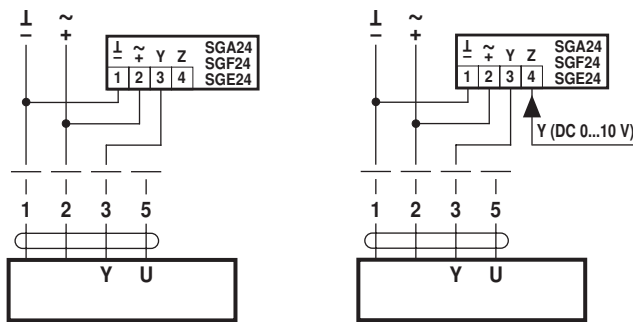 ⊥ ~
– +
⊥ ~ Y Z SGA24
– + SGF24
1 2 3 4 SGE24
1 2 3 5
Y U
⊥ ~
– +
⊥ ~ Y Z SGA24
– + SGF24
1 2 3 4 SGE24
Y (DC 0...10 V)
1 2 3 5
Y U